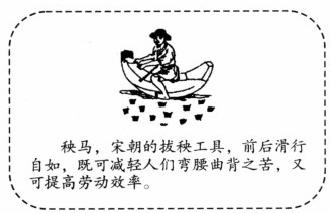 秧马，宋朝的拔秧工具，前后滑行
自如，既可减轻人们弯腰曲背之苦，又
可提高劳动效率。